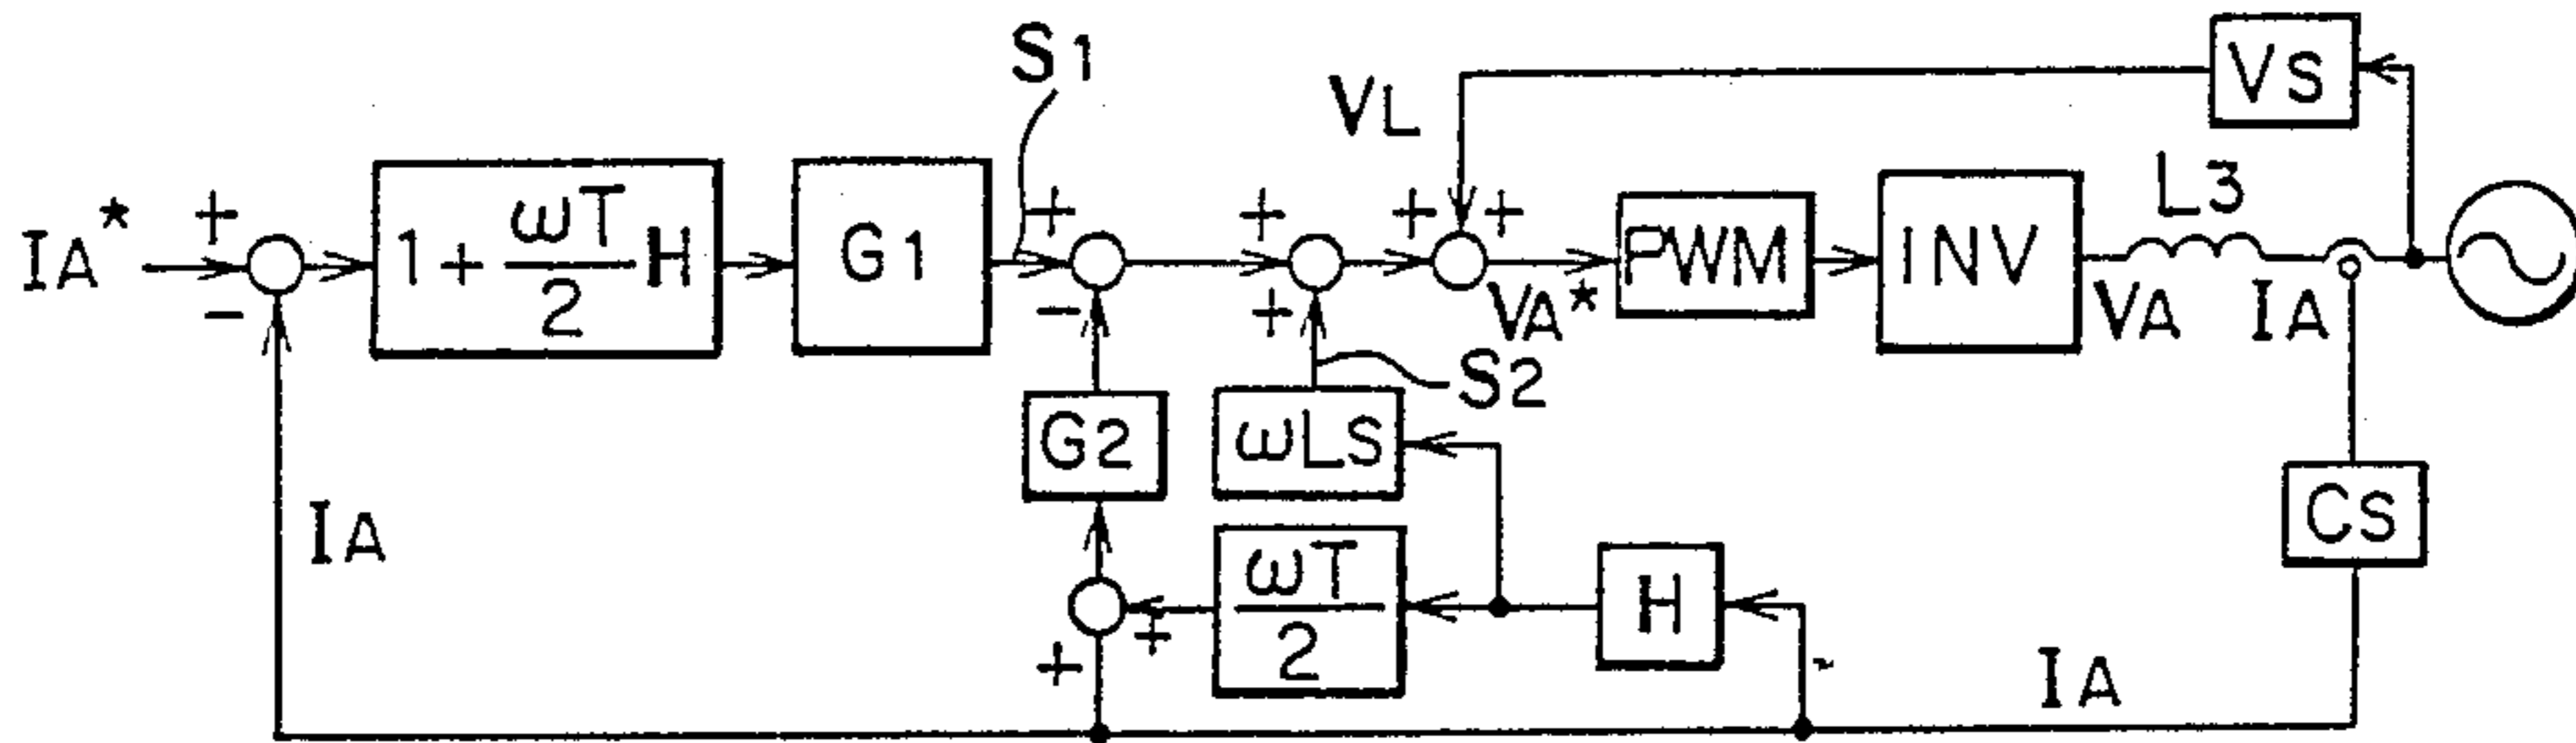 S1
VS
VL
IA* + - 1 + ωT/2 H G1 + - + + + + VA* PWM INV VA L3 IA
S2
G2 ωLS
CS
IA
+ + ωT/2 H
IA